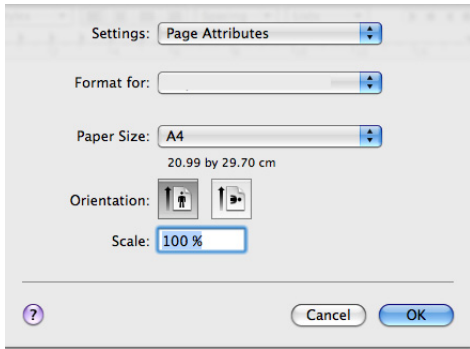 Settings: Page Attributes
Format for:
Paper Size: A4
20.99 by 29.70 cm
Orientation:
Scale: 100 %
? Cancel OK